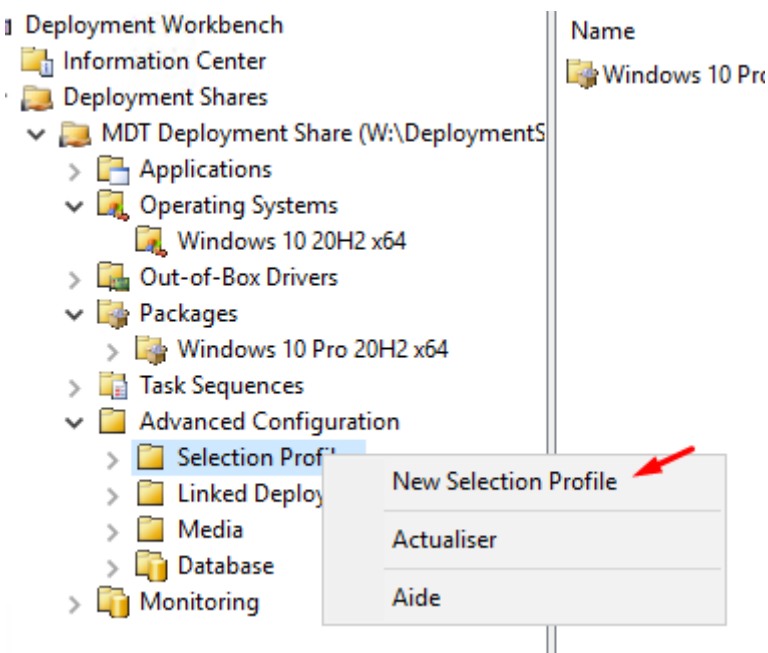 Deployment Workbench
Name
Information Center
Windows 10 Pro
Deployment Shares
MDT Deployment Share (W:\DeploymentS
Applications
Operating Systems
Windows 10 20H2 x64
Out-of-Box Drivers
Packages
Windows 10 Pro 20H2 x64
Task Sequences
Advanced Configuration
Selection Profil
New Selection Profile
Linked Deploy
Media
Actualiser
Database
Aide
Monitoring